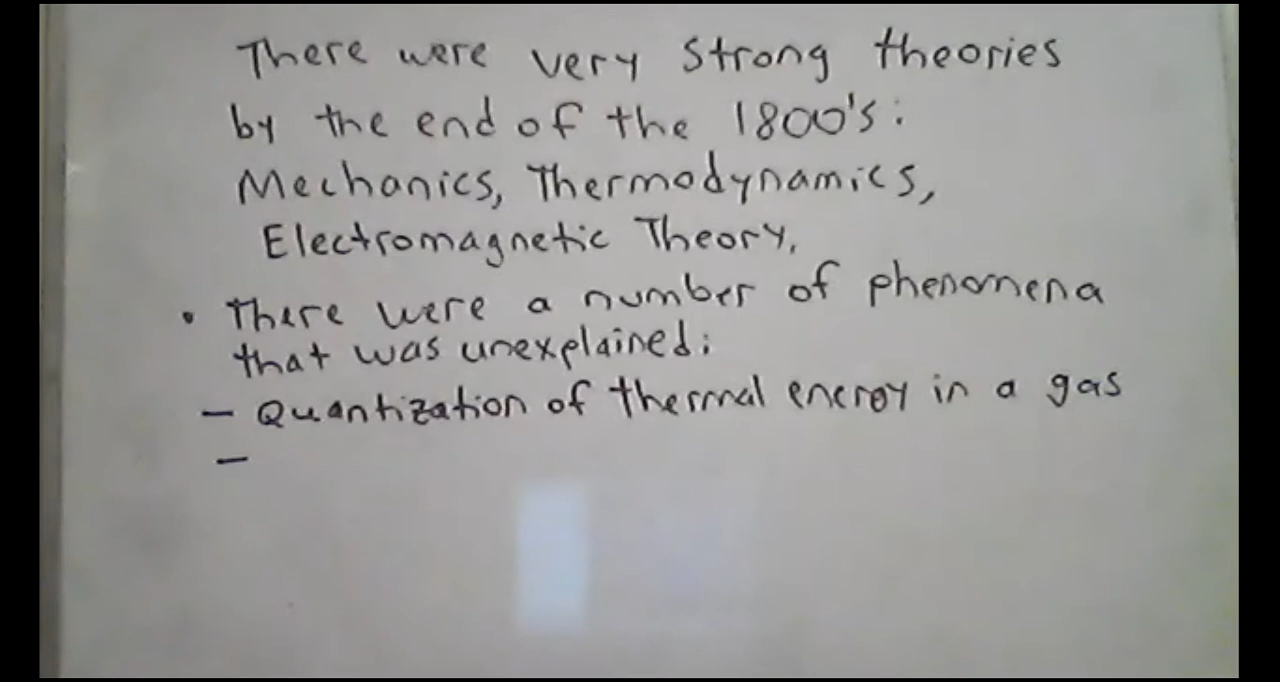 There were very strong theories
by the end of the 1800's:
Mechanics, Thermodynamics,
Electromagnetic Theory,
• There were a number of phenomena
that was unexplained:
- Quantization of thermal energy in a gas
-